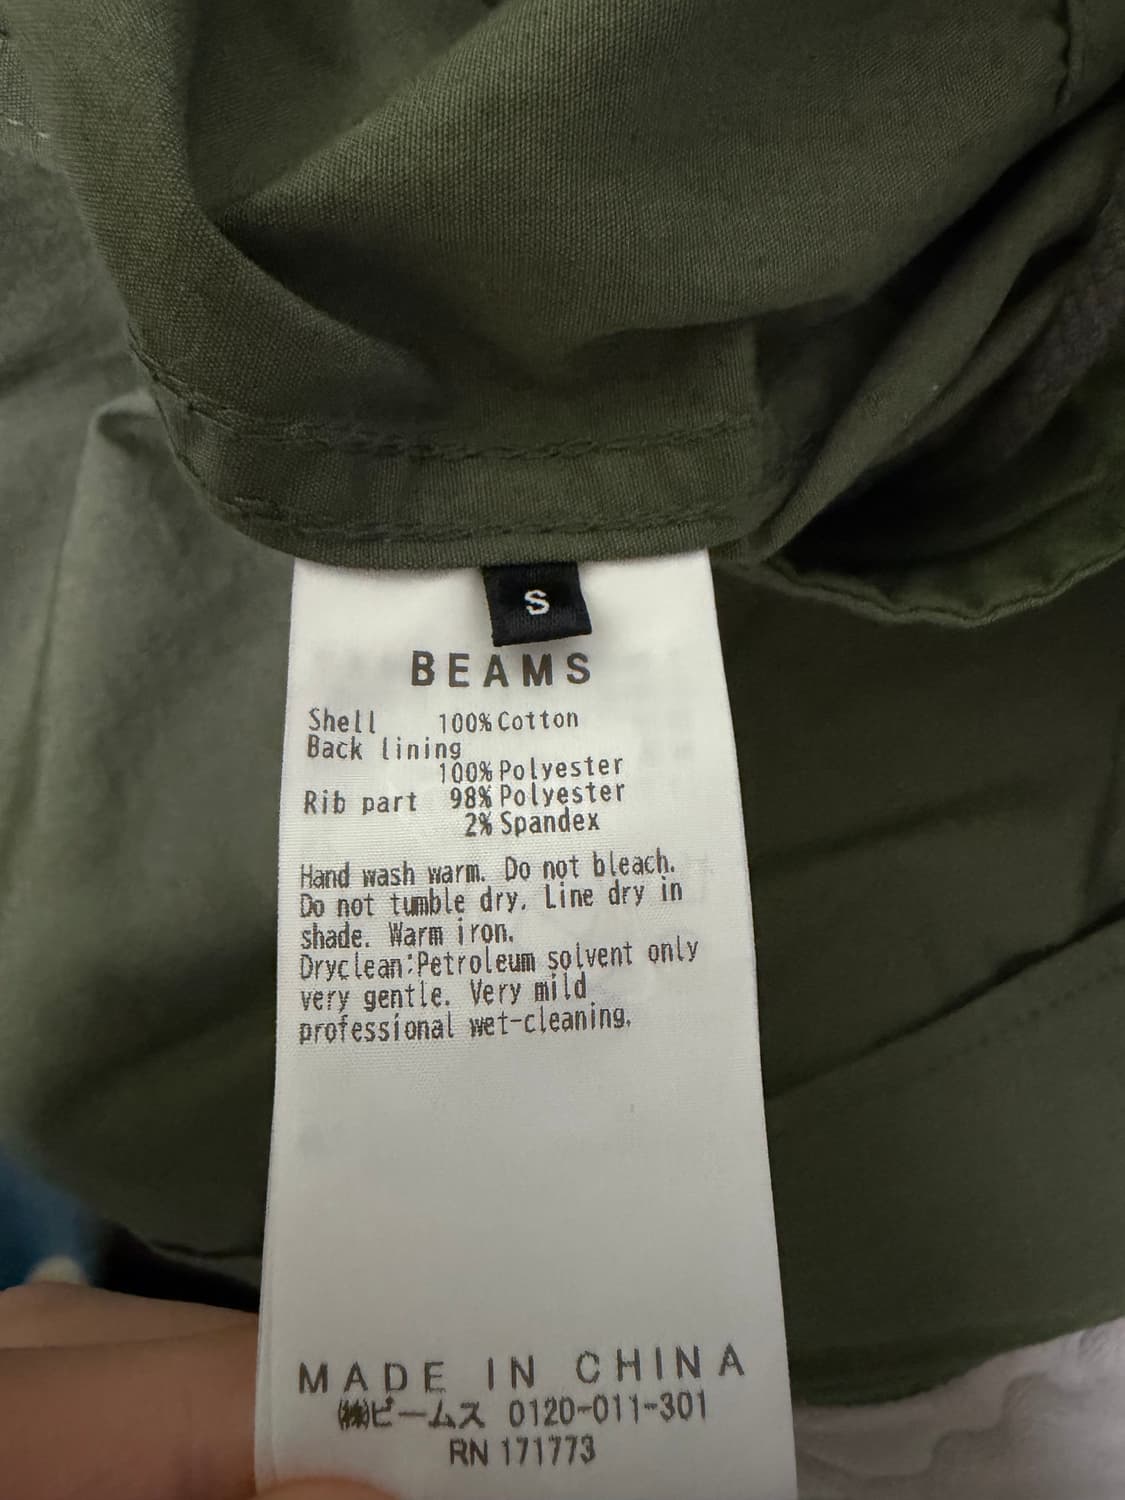 S
BEAMS
Shell 100%Cotton
Back lining
100%Polyester
Rib part 98%Polyester
2%Spandex
Hand wash warm. Do not bleach.
Do not tumble dry. Line dry in
shade. Warm iron.
Dryclean:Petroleum solvent only
very gentle. Very mild
professional wet-cleaning.
MADE IN CHINA
㈱ビームス 0120-011-301
RN 171773